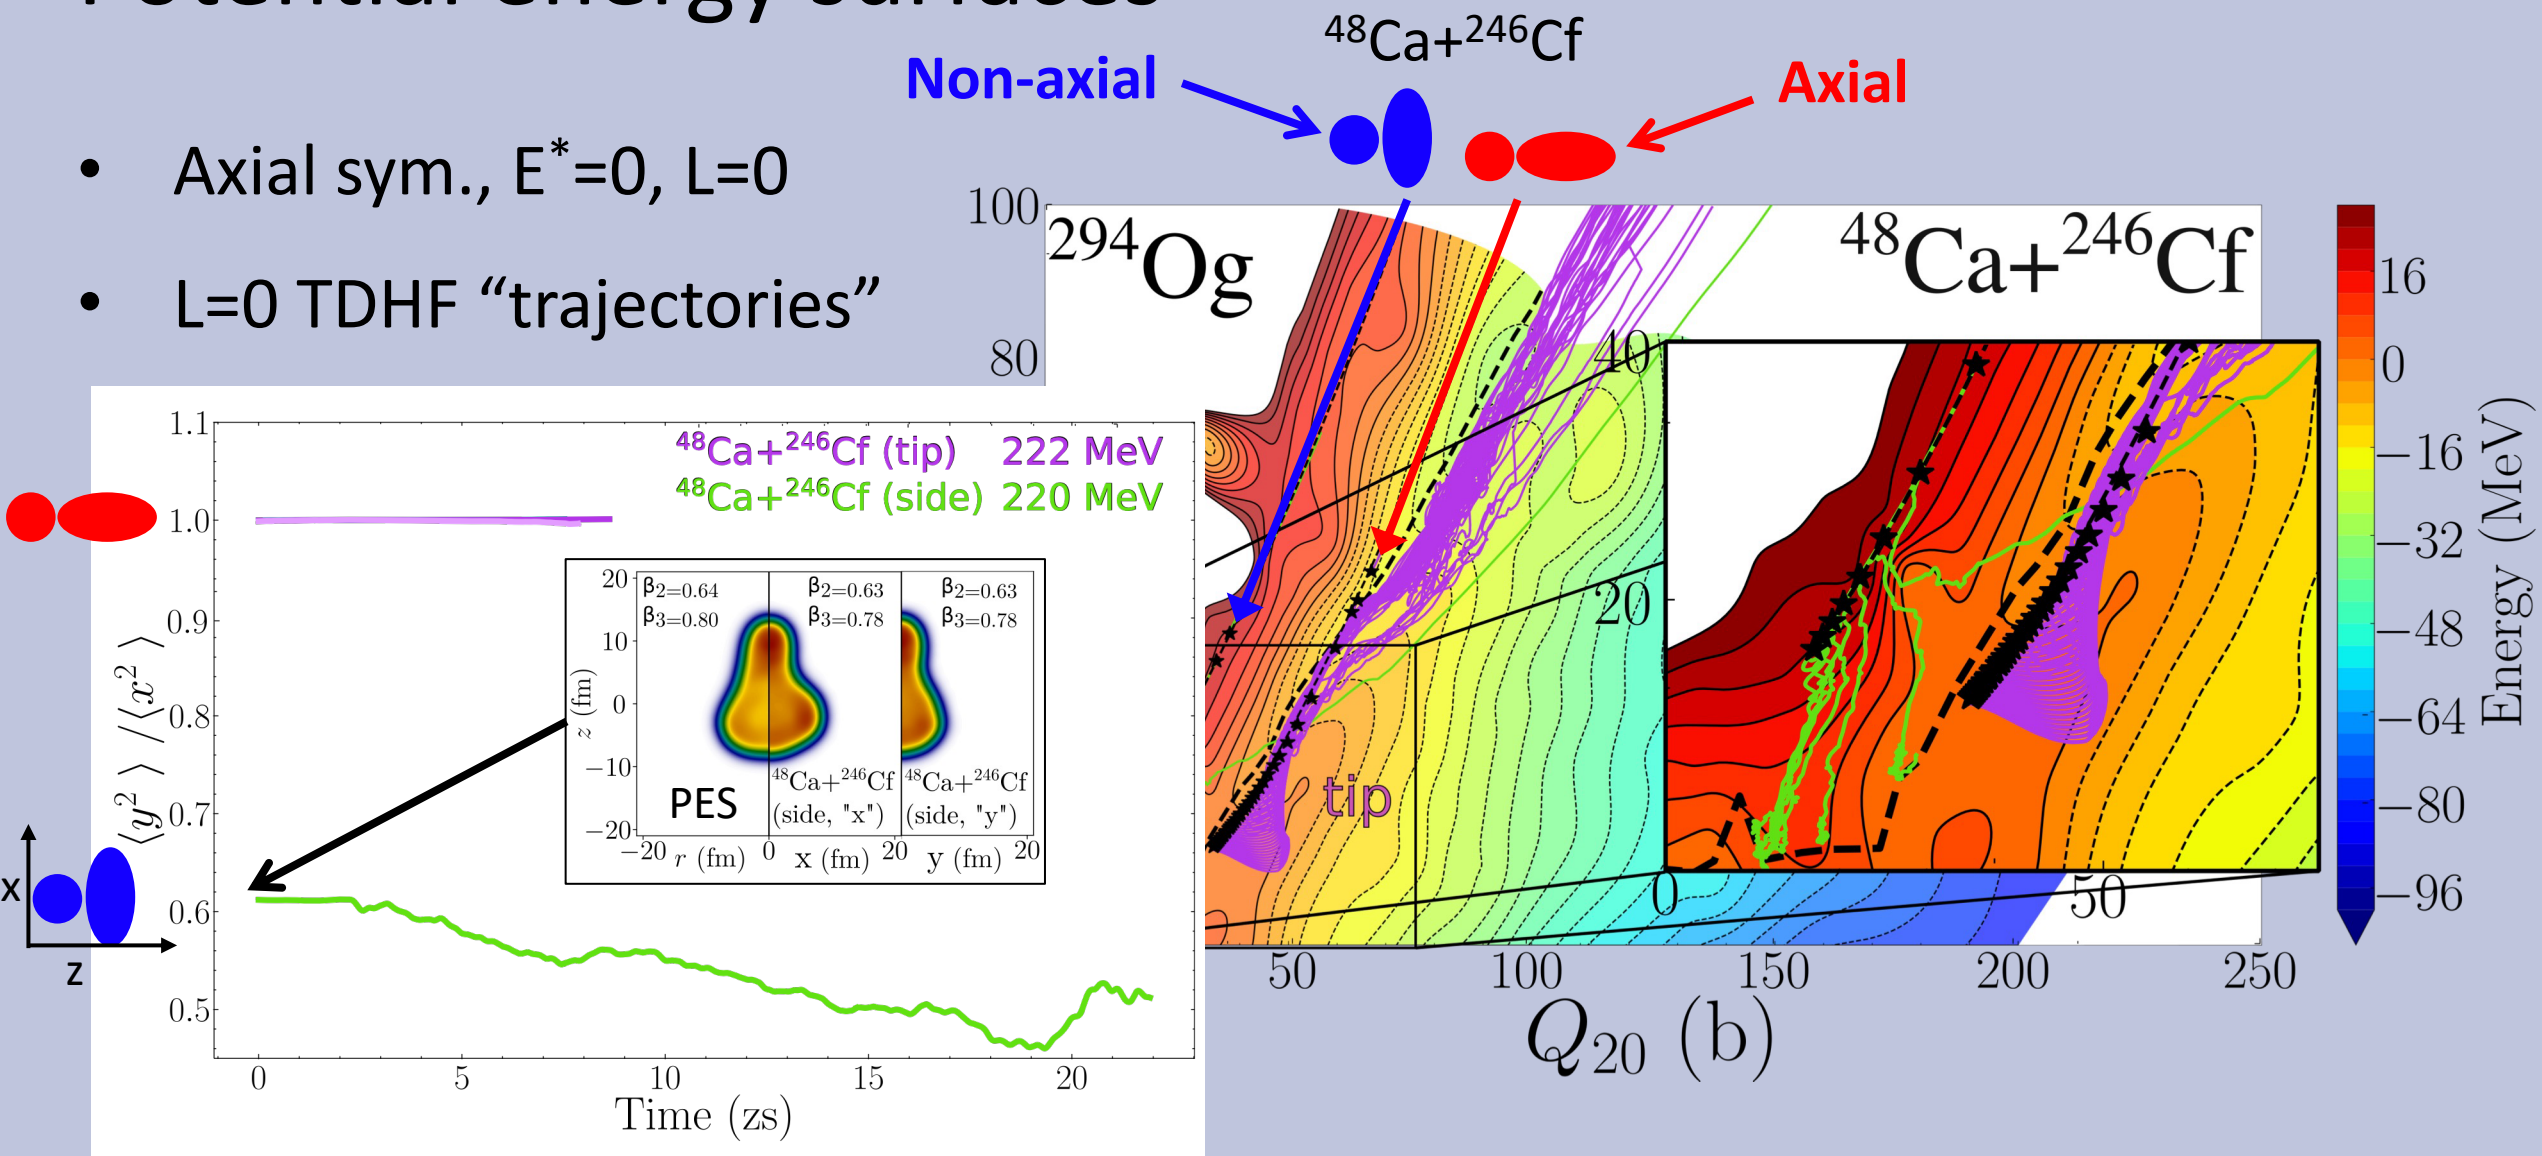 Potential energy surfaces
⁴⁸Ca+²⁴⁶Cf
Non-axial
Axial
• Axial sym., E*=0, L=0
• L=0 TDHF “trajectories”
100
80
²⁹⁴Og
⁴⁸Ca+²⁴⁶Cf
40
20
0
50
tip
50
100
150
200
250
Q₂₀ (b)
16
0
−16
−32
−48
−64
−80
−96
Energy (MeV)
1.1
1.0
0.9
0.8
0.7
0.6
0.5
⟨y²⟩/⟨x²⟩
⁴⁸Ca+²⁴⁶Cf (tip) 222 MeV
⁴⁸Ca+²⁴⁶Cf (side) 220 MeV
20
10
0
−10
−20
z (fm)
β₂=0.64
β₃=0.80
β₂=0.63
β₃=0.78
β₂=0.63
β₃=0.78
PES
⁴⁸Ca+²⁴⁶Cf
(side, "x")
⁴⁸Ca+²⁴⁶Cf
(side, "y")
−20 r (fm) 0 x (fm) 20 y (fm) 20
0 5 10 15 20
Time (zs)
x
z